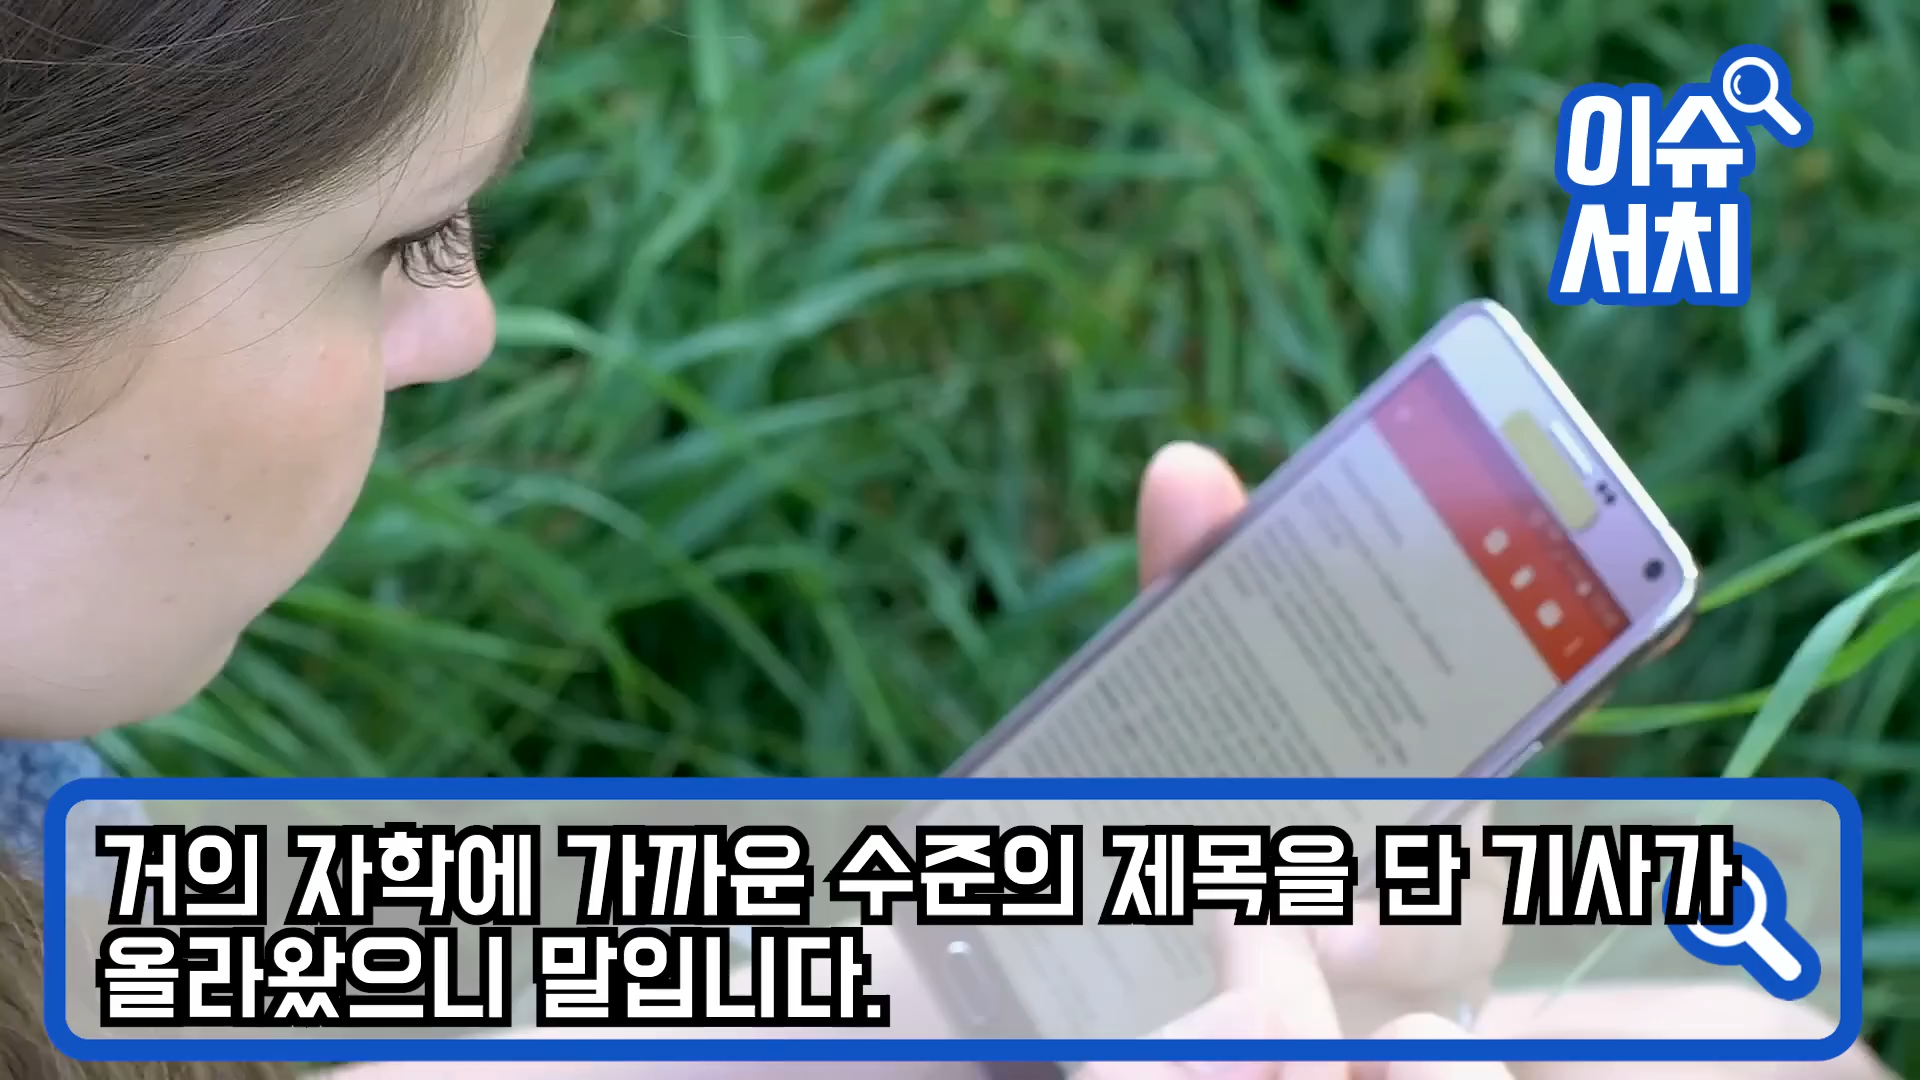 이슈
서치
거의 자학에 가까운 수준의 제목을 단 기사가
올라왔으니 말입니다.